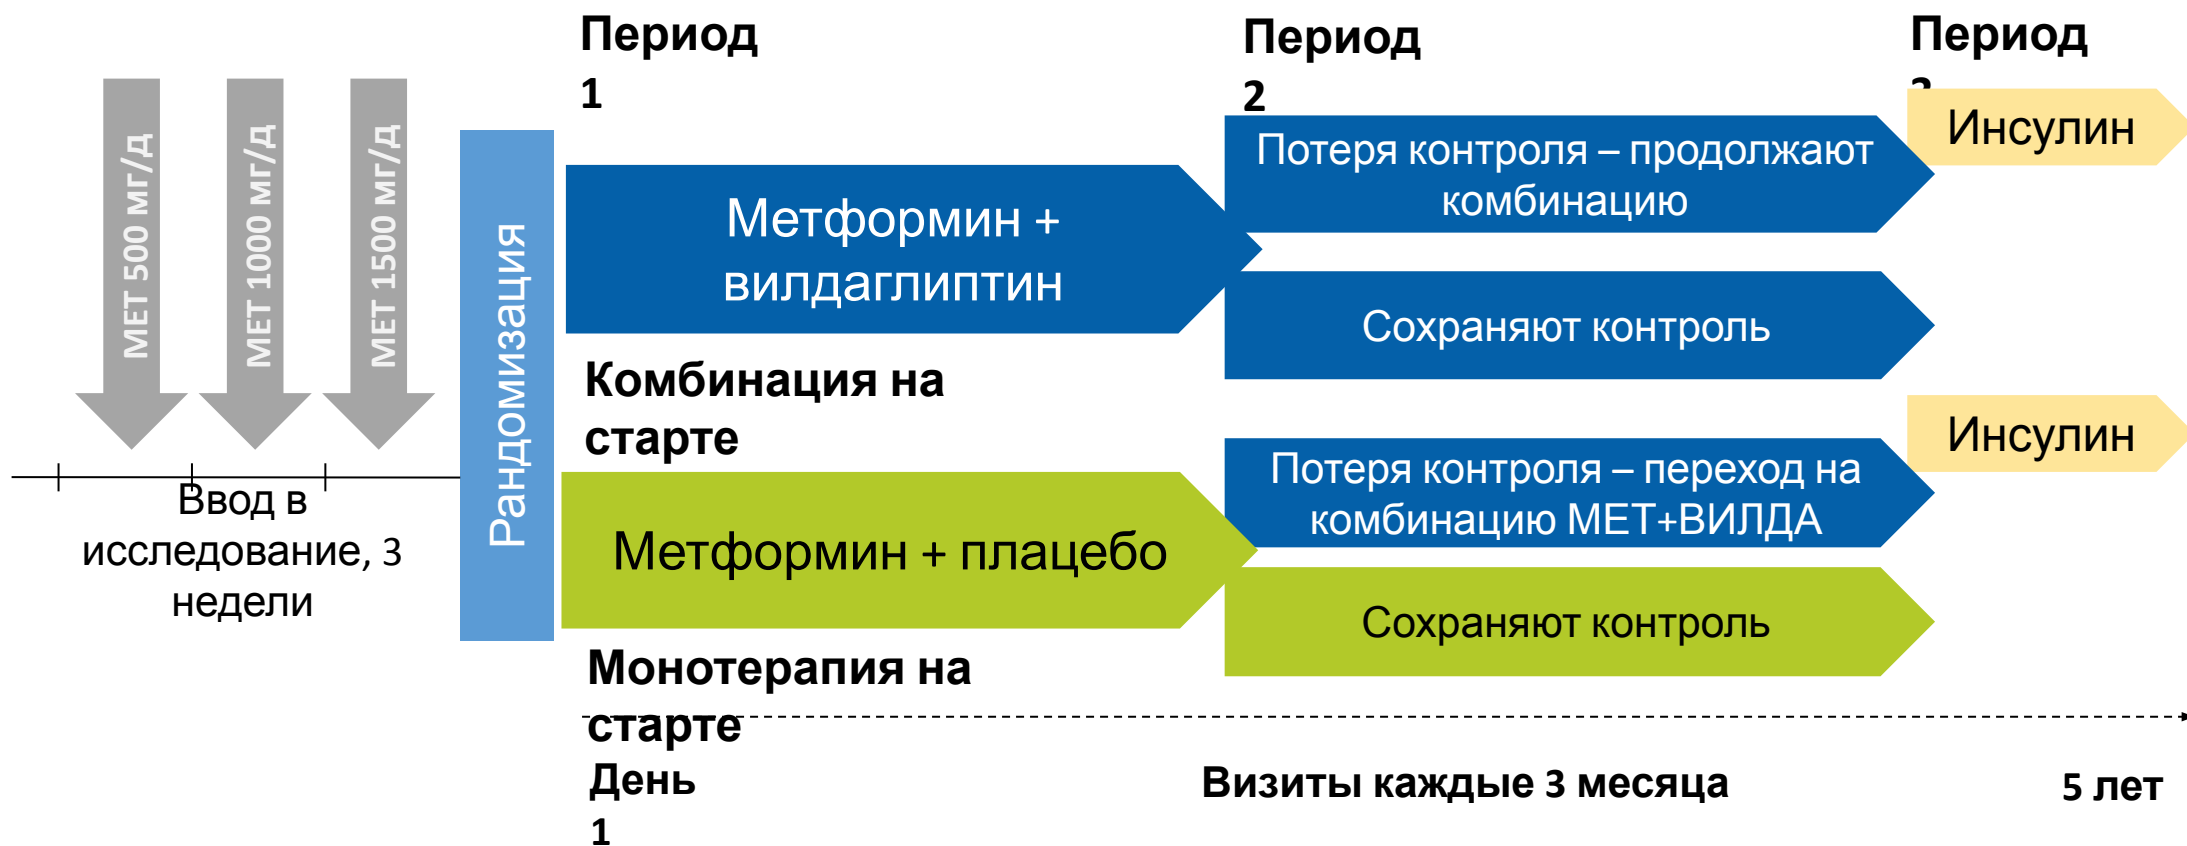 Период
1
Период
2
Период
МЕТ 500 мг/д
МЕТ 1000 мг/д
МЕТ 1500 мг/д
Ввод в
исследование, 3
недели
Рандомизация
Метформин +
вилдаглиптин
Комбинация на
старте
Метформин + плацебо
Монотерапия на
старте
Потеря контроля – продолжают
комбинацию
Сохраняют контроль
Потеря контроля – переход на
комбинацию МЕТ+ВИЛДА
Сохраняют контроль
Инсулин
Инсулин
День
1
Визиты каждые 3 месяца
5 лет